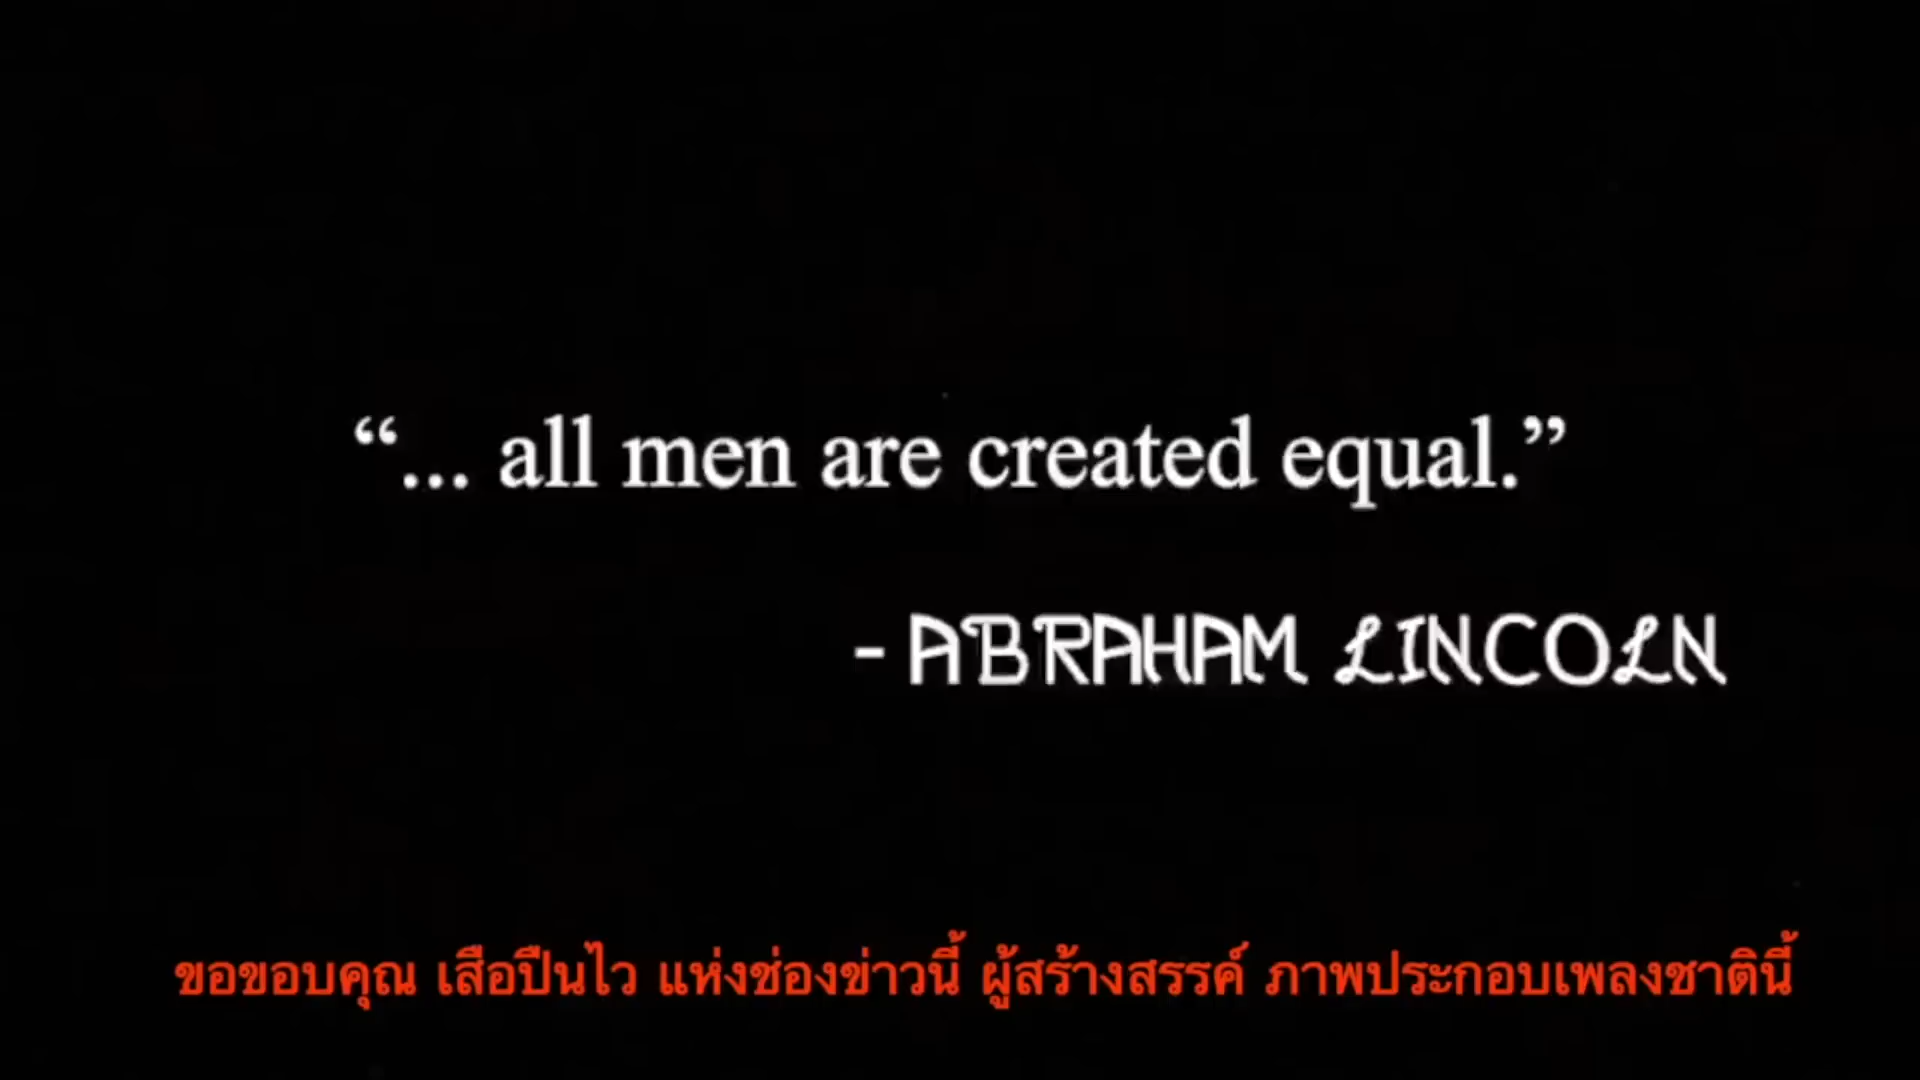 “... all men are created equal.”
- ABRAHAM LINCOLN
ขอขอบคุณ เสือปืนไว แห่งช่องข่าวนี้ ผู้สร้างสรรค์ ภาพประกอบเพลงชาตินี้